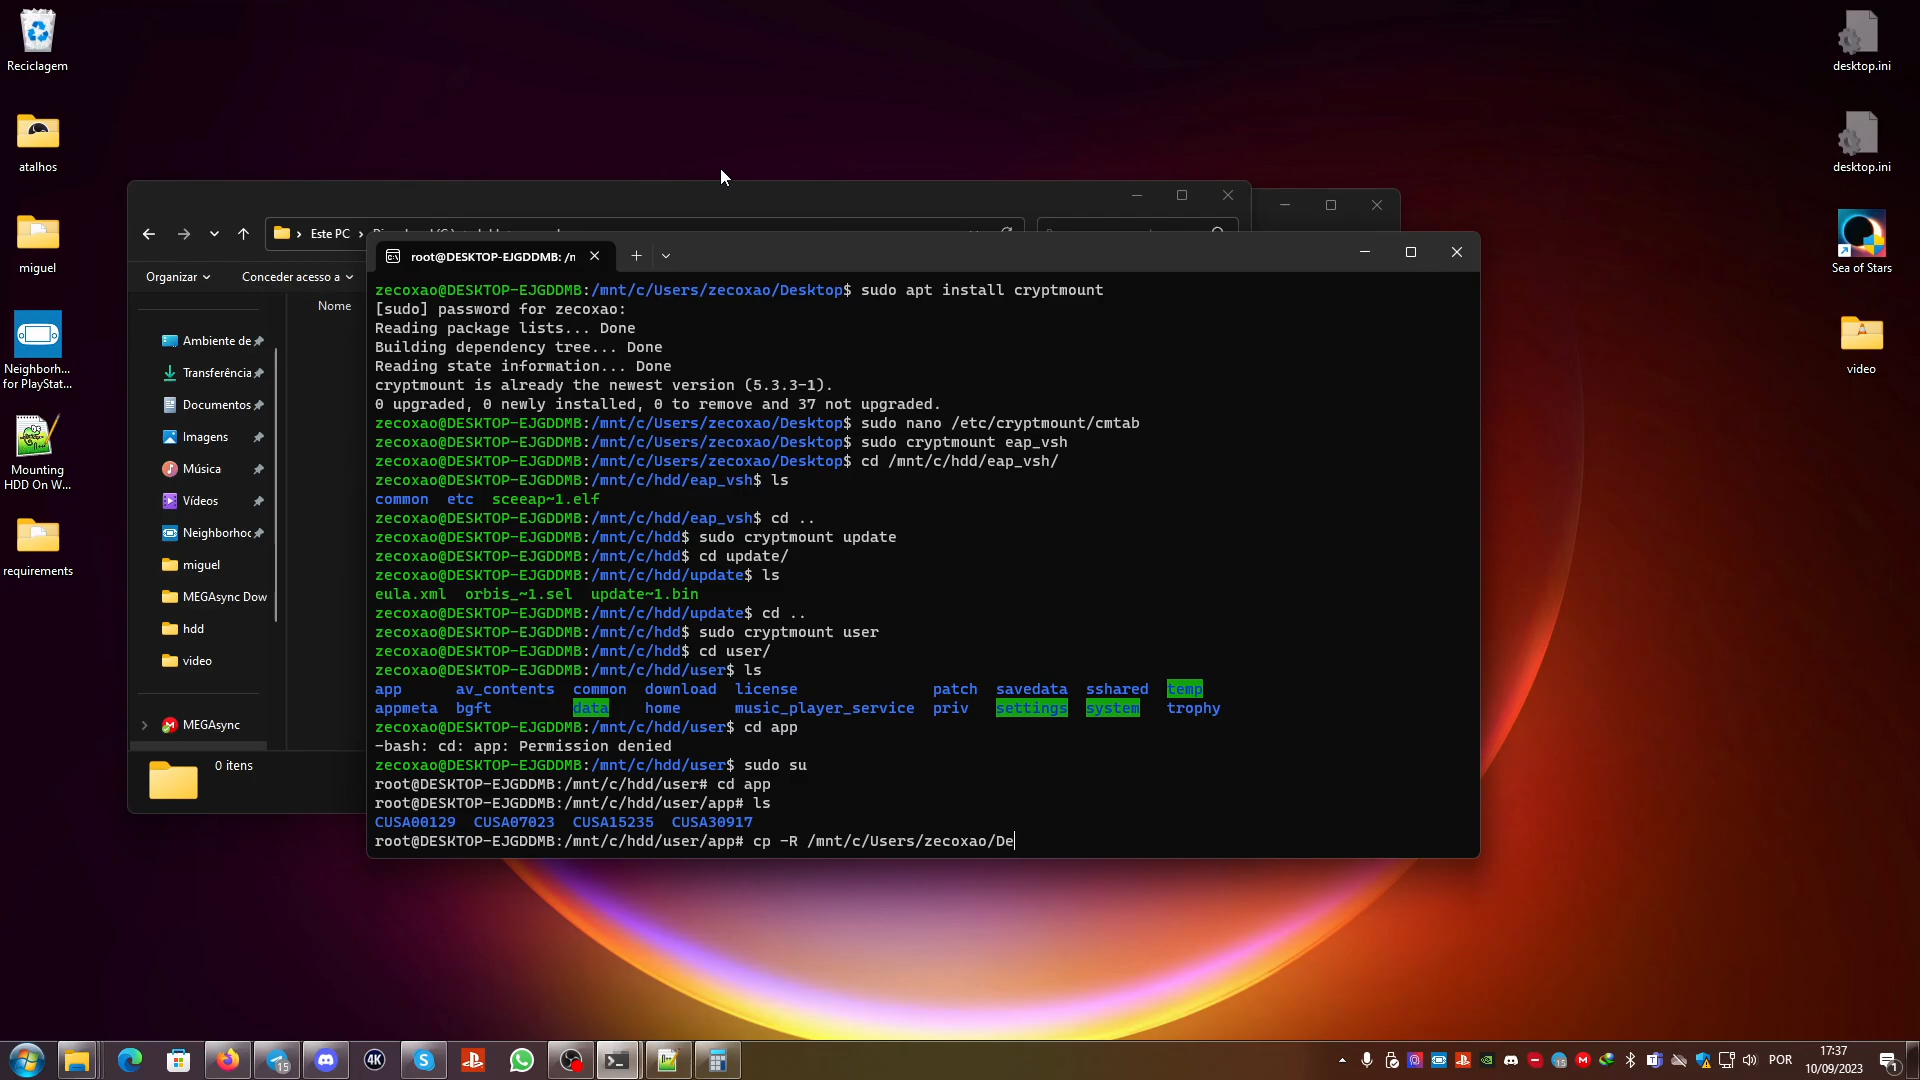 Reciclagem
atalhos
miguel
Neighborh...
for PlayStat...
Mounting
HDD On W...
requirements
desktop.ini
desktop.ini
Sea of Stars
video
Este PC
Organizar
Conceder acesso a
Nome
Ambiente de
Transferência
Documentos
Imagens
Música
Vídeos
Neighborhoc
miguel
MEGAsync Dow
hdd
video
MEGAsync
0 itens
root@DESKTOP-EJGDDMB: /n
zecoxao@DESKTOP-EJGDDMB:/mnt/c/Users/zecoxao/Desktop$ sudo apt install cryptmount
[sudo] password for zecoxao:
Reading package lists... Done
Building dependency tree... Done
Reading state information... Done
cryptmount is already the newest version (5.3.3-1).
0 upgraded, 0 newly installed, 0 to remove and 37 not upgraded.
zecoxao@DESKTOP-EJGDDMB:/mnt/c/Users/zecoxao/Desktop$ sudo nano /etc/cryptmount/cmtab
zecoxao@DESKTOP-EJGDDMB:/mnt/c/Users/zecoxao/Desktop$ sudo cryptmount eap_vsh
zecoxao@DESKTOP-EJGDDMB:/mnt/c/Users/zecoxao/Desktop$ cd /mnt/c/hdd/eap_vsh/
zecoxao@DESKTOP-EJGDDMB:/mnt/c/hdd/eap_vsh$ ls
common  etc  sceeap~1.elf
zecoxao@DESKTOP-EJGDDMB:/mnt/c/hdd/eap_vsh$ cd ..
zecoxao@DESKTOP-EJGDDMB:/mnt/c/hdd$ sudo cryptmount update
zecoxao@DESKTOP-EJGDDMB:/mnt/c/hdd$ cd update/
zecoxao@DESKTOP-EJGDDMB:/mnt/c/hdd/update$ ls
eula.xml  orbis_~1.sel  update~1.bin
zecoxao@DESKTOP-EJGDDMB:/mnt/c/hdd/update$ cd ..
zecoxao@DESKTOP-EJGDDMB:/mnt/c/hdd$ sudo cryptmount user
zecoxao@DESKTOP-EJGDDMB:/mnt/c/hdd$ cd user/
zecoxao@DESKTOP-EJGDDMB:/mnt/c/hdd/user$ ls
app      av_contents  common  download  license               patch  savedata  sshared  temp
appmeta  bgft         data    home      music_player_service  priv   settings  system   trophy
zecoxao@DESKTOP-EJGDDMB:/mnt/c/hdd/user$ cd app
-bash: cd: app: Permission denied
zecoxao@DESKTOP-EJGDDMB:/mnt/c/hdd/user$ sudo su
root@DESKTOP-EJGDDMB:/mnt/c/hdd/user# cd app
root@DESKTOP-EJGDDMB:/mnt/c/hdd/user/app# ls
CUSA00129  CUSA07023  CUSA15235  CUSA30917
root@DESKTOP-EJGDDMB:/mnt/c/hdd/user/app# cp -R /mnt/c/Users/zecoxao/De
15
4K
15
POR
17:37
10/09/2023
1